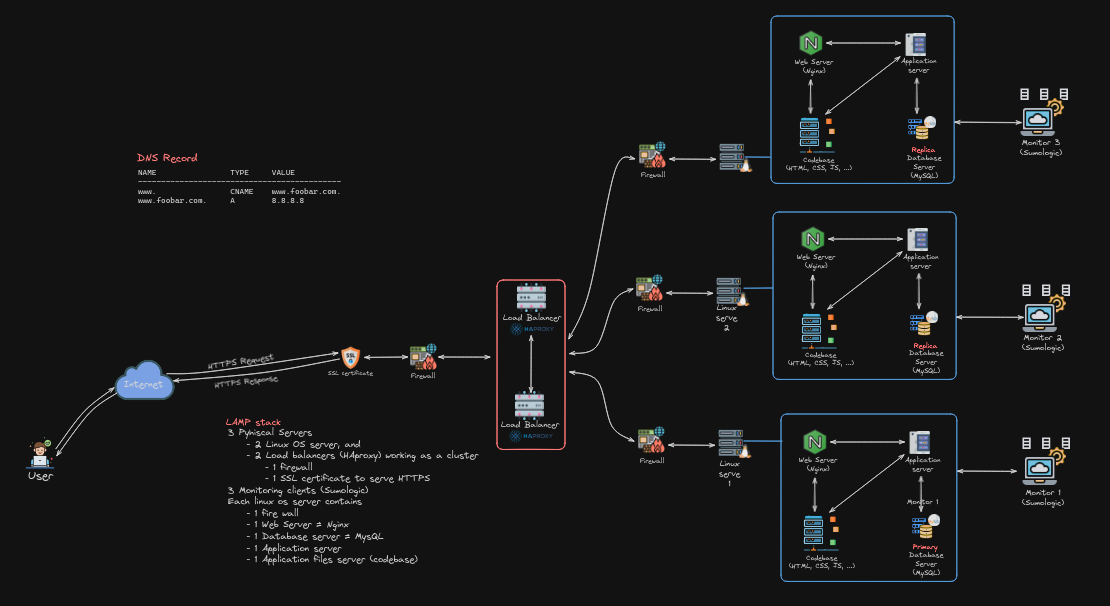 DNS Record
NAME TYPE VALUE
www. CNAME www.foobar.com.
www.foobar.com. A 8.8.8.8
User
Internet
HTTPS Request
HTTPS Response
SSL
SSL certificate
Firewall
Load Balancer
HAPROXY
Load Balancer
HAPROXY
LAMP stack
3 Pyhiscal Servers
- 2 Linux OS server, and
- 2 Load balancers (HAproxy) working as a cluster
- 1 firewall
- 1 SSL certificate to serve HTTPS
3 Monitoring clients (Sumologic)
Each linux os server contains
- 1 fire wall
- 1 Web Server = Nginx
- 1 Database server = MysQL
- 1 Application server
- 1 Application files server (codebase)
Firewall
Web Server
(Nginx)
Application
server
Codebase
(HTML, CSS, JS, ...)
Replica
Database
Server
(MySQL)
Monitor 3
(Sumologic)
Firewall
Linux
serve
2
Web Server
(Nginx)
Application
server
Codebase
(HTML, CSS, JS, ...)
Replica
Database
Server
(MySQL)
Monitor 2
(Sumologic)
Firewall
Linux
serve
1
Web Server
(Nginx)
Application
server
Monitor 1
Codebase
(HTML, CSS, JS, ...)
Primary
Database
Server
(MySQL)
Monitor 1
(Sumologic)